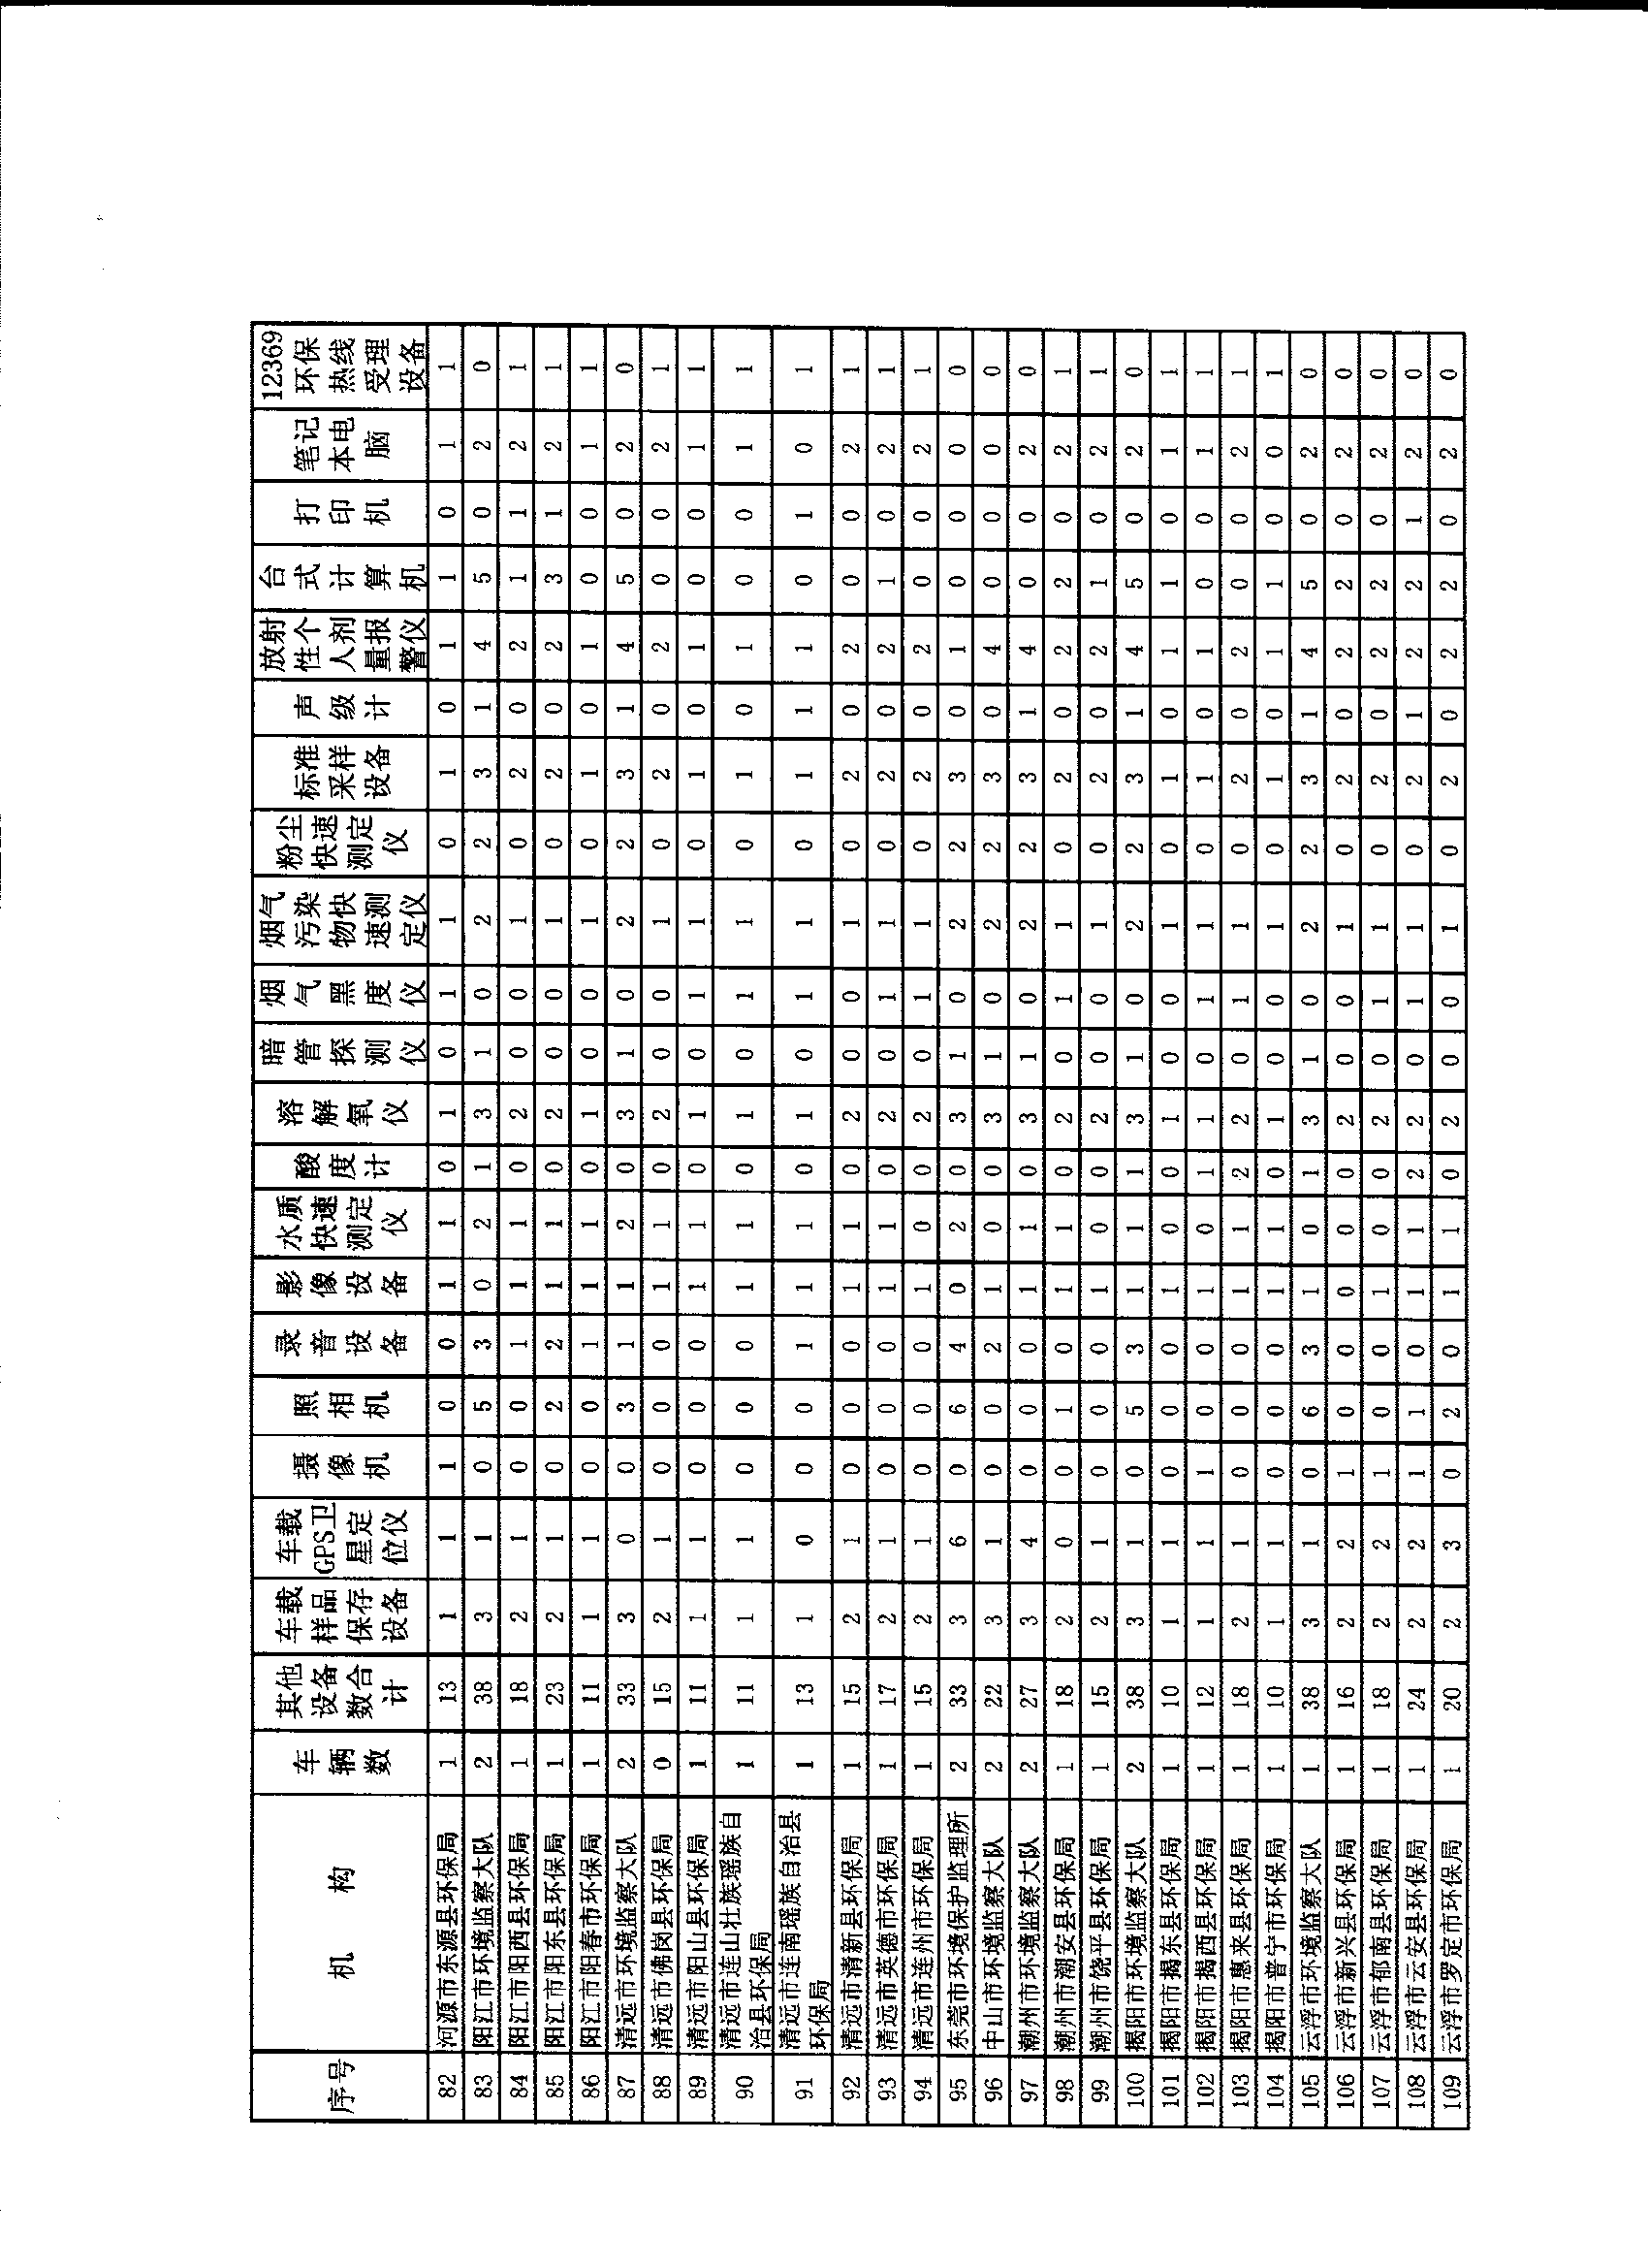 序号 机 构 车辆数 其他设备数合计 车载样品保存设备 车载GPS卫星定位仪 摄像机 照相机 录音设备 影像设备 水质快速测定仪 酸度计 溶解氧仪 暗管探测仪 烟气黑度仪 烟气污染物快速测定仪 粉尘快速测定仪 标准采样设备 声级计 放射性个人剂量报警仪 台式计算机 打印机 笔记本电脑 12369环保热线受理设备
82 河源市东源县环保局 1 13 1 1 1 0 0 1 1 0 1 0 1 1 0 1 0 1 1 0 1 1
83 阳江市环境监察大队 2 38 3 1 0 5 3 0 2 1 3 1 0 2 2 3 1 4 5 0 2 0
84 阳江市阳西县环保局 1 18 2 1 0 0 1 1 1 0 2 0 0 1 0 2 0 2 1 1 2 1
85 阳江市阳东县环保局 1 23 2 1 0 2 2 1 1 0 2 0 0 1 0 2 0 2 3 1 2 1
86 阳江市阳春市环保局 1 11 1 1 0 0 1 1 1 0 1 0 0 1 0 1 0 1 0 0 1 1
87 清远市环境监察大队 2 33 3 0 0 3 1 1 2 0 3 1 0 2 2 3 1 4 5 0 2 0
88 清远市佛岗县环保局 0 15 2 1 0 0 0 1 1 0 2 0 0 1 0 2 0 2 0 0 2 1
89 清远市阳山县环保局 1 11 1 1 0 0 0 1 1 0 1 0 1 1 0 1 0 1 0 0 1 1
90 清远市连山壮族瑶族自治县环保局 1 11 1 1 0 0 0 1 1 0 1 0 1 1 0 1 0 1 0 0 1 1
91 清远市连南瑶族自治县环保局 1 13 1 0 0 0 1 1 1 0 1 0 1 1 0 1 1 1 0 1 0 1
92 清远市清新县环保局 1 15 2 1 0 0 0 1 1 0 2 0 0 1 0 2 0 2 0 0 2 1
93 清远市英德市环保局 1 17 2 1 0 0 0 1 1 0 2 0 1 1 0 2 0 2 1 0 2 1
94 清远市连州市环保局 1 15 2 1 0 0 0 1 0 0 2 0 1 1 0 2 0 2 0 0 2 1
95 东莞市环境保护监理所 2 33 3 6 0 6 4 0 2 0 3 1 0 2 2 3 0 1 0 0 0 0
96 中山市环境监察大队 2 22 3 1 0 0 2 1 0 0 3 1 0 2 2 3 0 4 0 0 0 0
97 潮州市环境监察大队 2 27 3 4 0 0 0 1 1 0 3 1 0 2 2 3 1 4 0 0 2 0
98 潮州市潮安县环保局 1 18 2 0 0 1 0 1 1 0 2 0 1 1 0 2 0 2 2 0 2 1
99 潮州市饶平县环保局 1 15 2 1 0 0 0 1 0 0 2 0 0 1 0 2 0 2 1 0 2 1
100 揭阳市环境监察大队 2 38 3 1 0 5 3 1 1 1 3 1 0 2 2 3 1 4 5 0 2 0
101 揭阳市揭东县环保局 1 10 1 1 0 0 0 1 0 0 1 0 0 1 0 1 0 1 1 0 1 1
102 揭阳市揭西县环保局 1 12 1 1 1 0 0 1 0 1 1 0 1 1 0 1 0 1 0 0 1 1
103 揭阳市惠来县环保局 1 18 2 1 0 0 0 1 1 2 2 0 1 1 0 2 0 2 0 0 2 1
104 揭阳市普宁市环保局 1 10 1 1 0 0 0 1 1 0 1 0 0 1 0 1 0 1 1 0 0 1
105 云浮市环境监察大队 1 38 3 1 0 6 3 1 0 1 3 1 0 2 2 3 1 4 5 0 2 0
106 云浮市新兴县环保局 1 16 2 2 1 0 0 0 0 0 2 0 0 1 0 2 0 2 2 0 2 0
107 云浮市郁南县环保局 1 18 2 2 1 0 0 1 0 0 2 0 1 1 0 2 0 2 2 0 2 0
108 云浮市云安县环保局 1 24 2 2 1 1 0 1 1 2 2 0 1 1 0 2 1 2 2 1 2 0
109 云浮市罗定市环保局 1 20 2 3 0 2 0 1 1 0 2 0 0 1 0 2 0 2 2 0 2 0